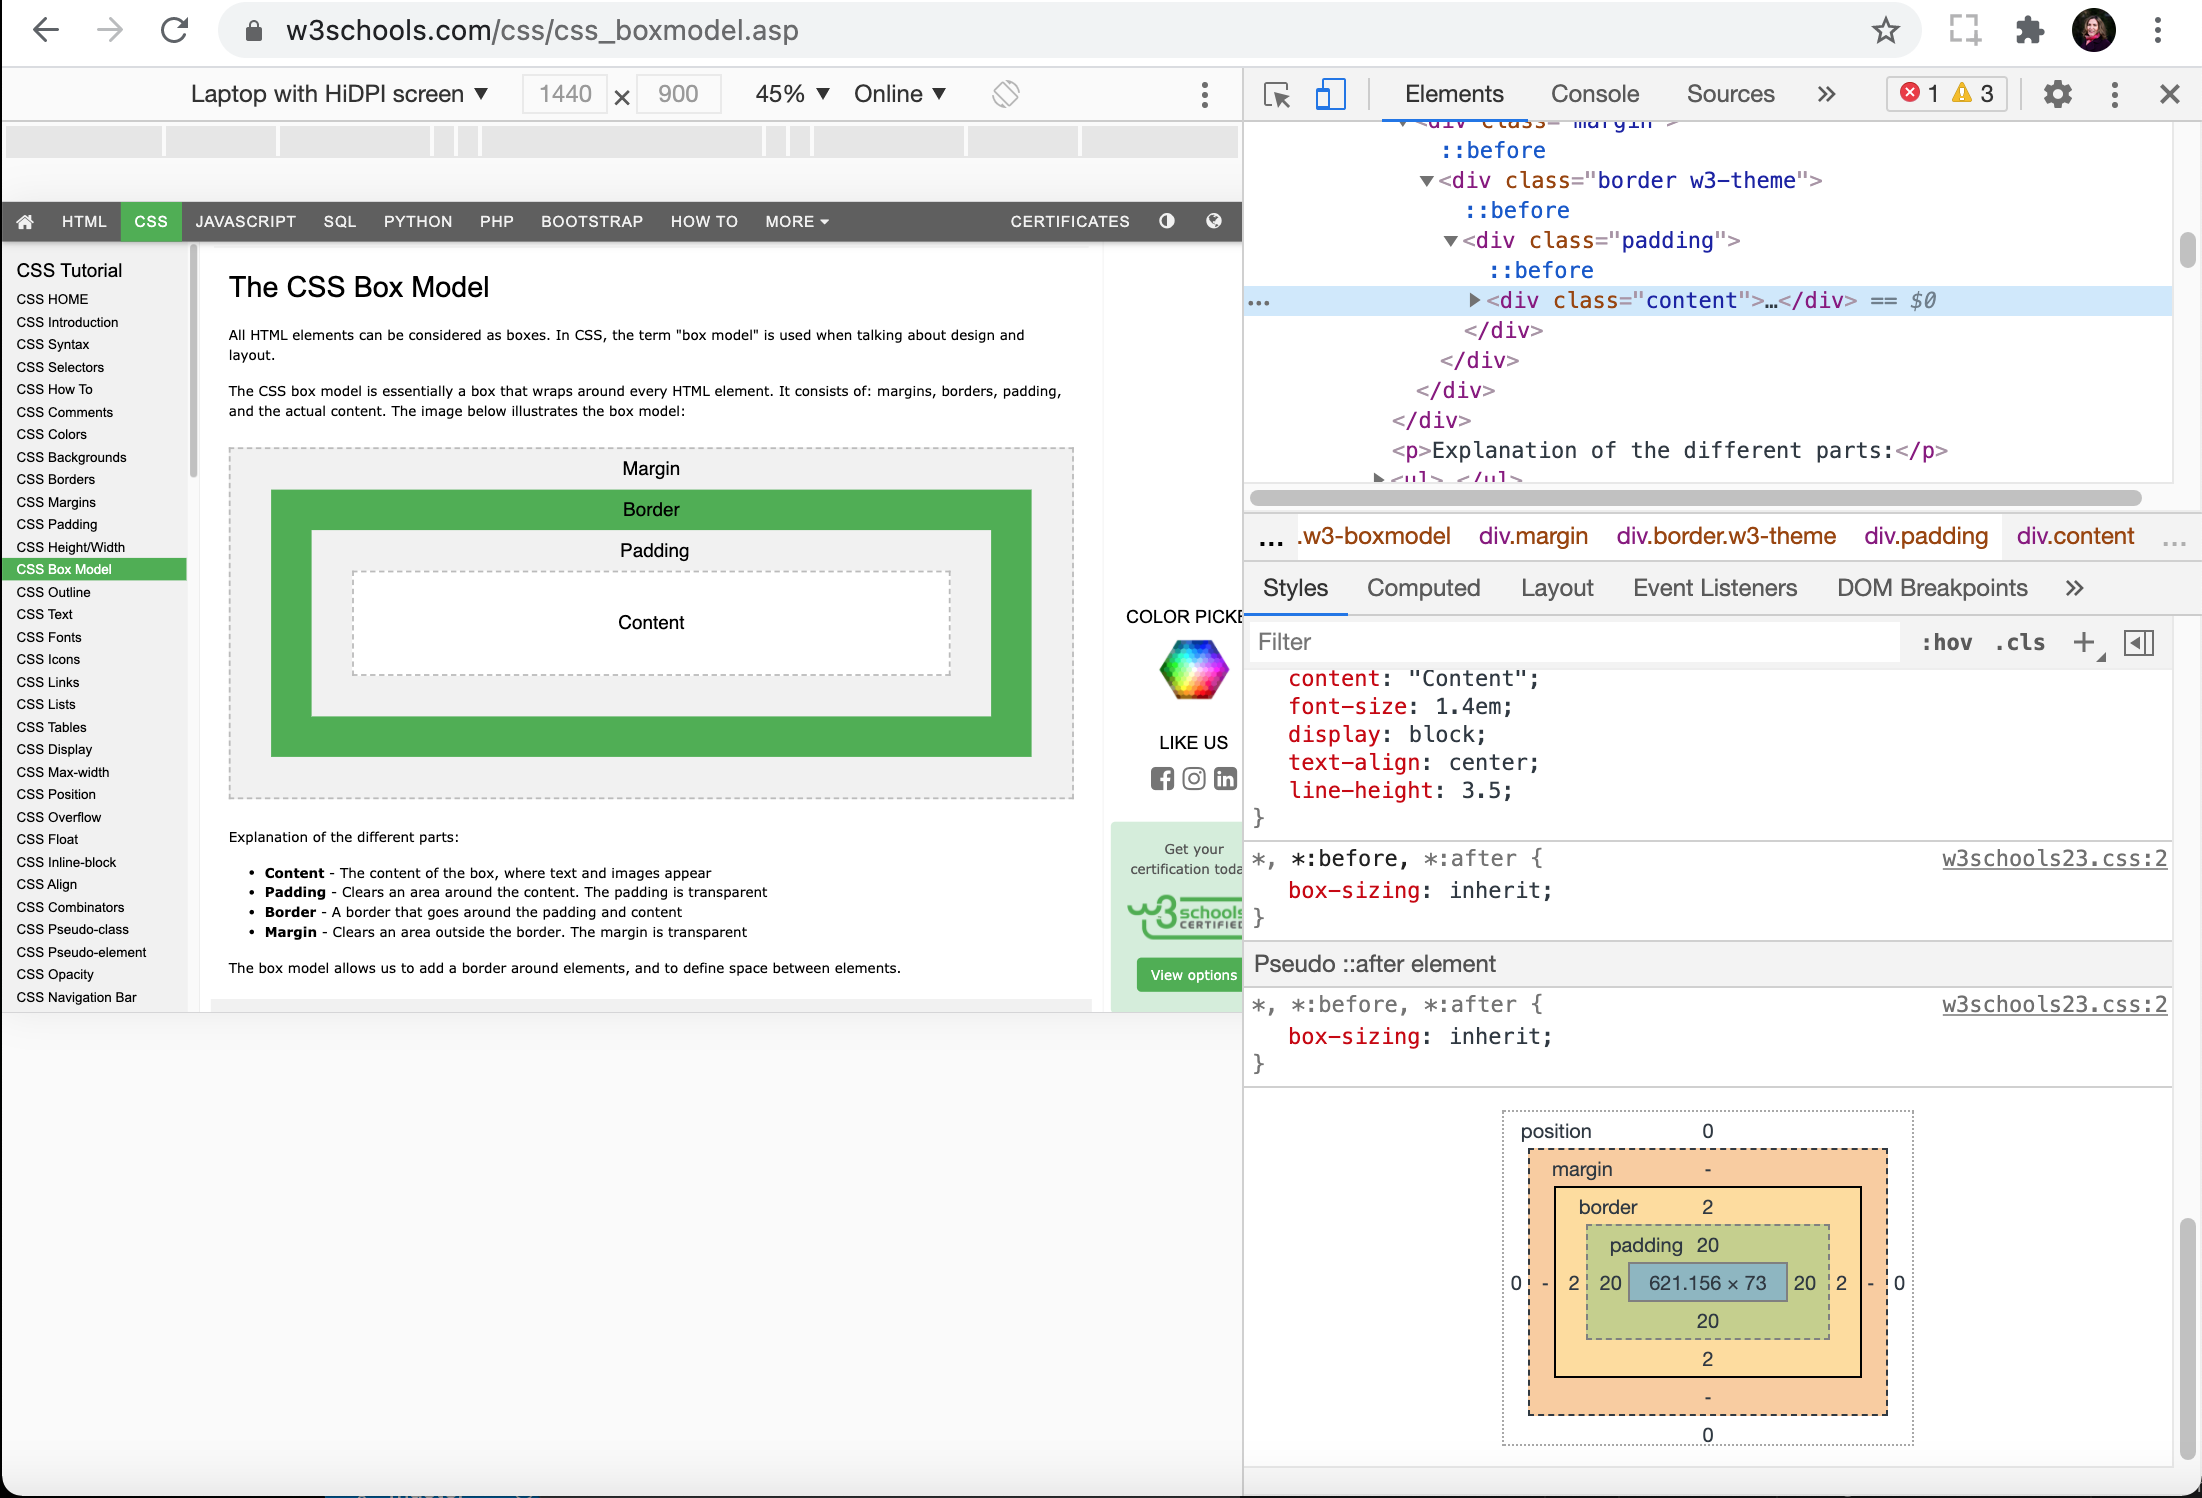 w3schools.com/css/css_boxmodel.asp
Laptop with HiDPI screen ▼ 1440 × 900 45% ▼ Online ▼
Elements Console Sources » 1 3
HTML CSS JAVASCRIPT SQL PYTHON PHP BOOTSTRAP HOW TO MORE CERTIFICATES
CSS Tutorial
CSS HOME
CSS Introduction
CSS Syntax
CSS Selectors
CSS How To
CSS Comments
CSS Colors
CSS Backgrounds
CSS Borders
CSS Margins
CSS Padding
CSS Height/Width
CSS Box Model
CSS Outline
CSS Text
CSS Fonts
CSS Icons
CSS Links
CSS Lists
CSS Tables
CSS Display
CSS Max-width
CSS Position
CSS Overflow
CSS Float
CSS Inline-block
CSS Align
CSS Combinators
CSS Pseudo-class
CSS Pseudo-element
CSS Opacity
CSS Navigation Bar
The CSS Box Model
All HTML elements can be considered as boxes. In CSS, the term "box model" is used when talking about design and
layout.
The CSS box model is essentially a box that wraps around every HTML element. It consists of: margins, borders, padding,
and the actual content. The image below illustrates the box model:
Margin
Border
Padding
Content
Explanation of the different parts:
• Content - The content of the box, where text and images appear
• Padding - Clears an area around the content. The padding is transparent
• Border - A border that goes around the padding and content
• Margin - Clears an area outside the border. The margin is transparent
The box model allows us to add a border around elements, and to define space between elements.
COLOR PICKE
LIKE US
Get your
certification toda
w3schools
CERTIFIE
View options
<div class="margin">
::before
<div class="border w3-theme">
::before
<div class="padding">
::before
... <div class="content">…</div> == $0
</div>
</div>
</div>
</div>
<p>Explanation of the different parts:</p>
<ul>…</ul>
... .w3-boxmodel div.margin div.border.w3-theme div.padding div.content ...
Styles Computed Layout Event Listeners DOM Breakpoints »
Filter :hov .cls +
content: "Content";
font-size: 1.4em;
display: block;
text-align: center;
line-height: 3.5;
}
*, *:before, *:after { w3schools23.css:2
box-sizing: inherit;
}
Pseudo ::after element
*, *:before, *:after { w3schools23.css:2
box-sizing: inherit;
}
position 0
margin -
border 2
padding 20
0 - 2 20 621.156 × 73 20 2 - 0
20
2
-
0